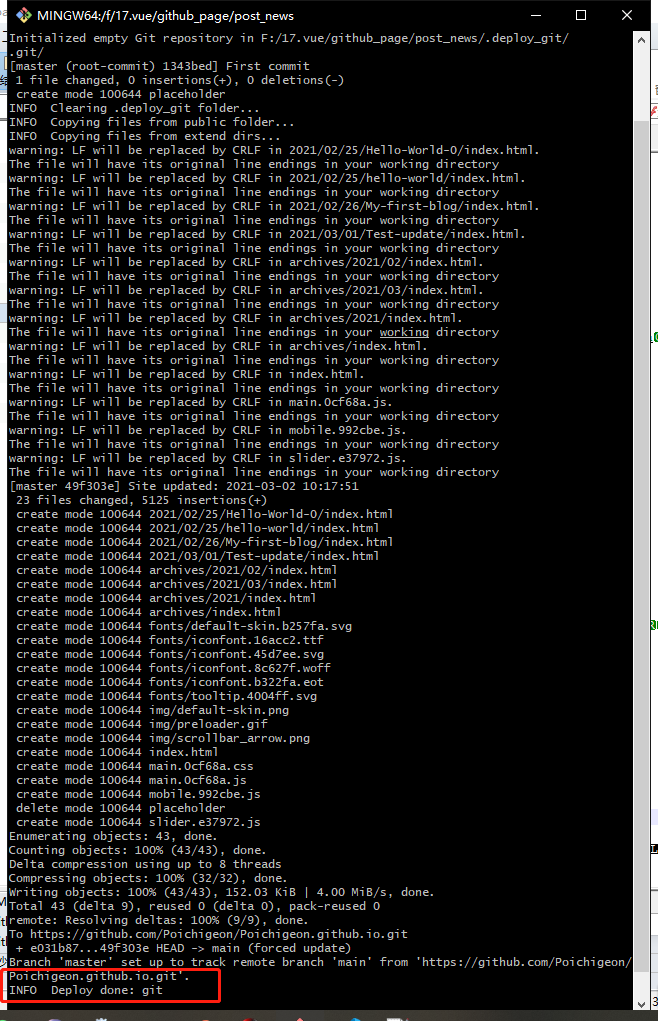 MINGW64:/f/17.vue/github_page/post_news
Initialized empty Git repository in F:/17.vue/github_page/post_news/.deploy_git/
.git/
[master (root-commit) 1343bed] First commit
 1 file changed, 0 insertions(+), 0 deletions(-)
 create mode 100644 placeholder
INFO  Clearing .deploy_git folder...
INFO  Copying files from public folder...
INFO  Copying files from extend dirs...
warning: LF will be replaced by CRLF in 2021/02/25/Hello-World-0/index.html.
The file will have its original line endings in your working directory
warning: LF will be replaced by CRLF in 2021/02/25/hello-world/index.html.
The file will have its original line endings in your working directory
warning: LF will be replaced by CRLF in 2021/02/26/My-first-blog/index.html.
The file will have its original line endings in your working directory
warning: LF will be replaced by CRLF in 2021/03/01/Test-update/index.html.
The file will have its original line endings in your working directory
warning: LF will be replaced by CRLF in archives/2021/02/index.html.
The file will have its original line endings in your working directory
warning: LF will be replaced by CRLF in archives/2021/03/index.html.
The file will have its original line endings in your working directory
warning: LF will be replaced by CRLF in archives/2021/index.html.
The file will have its original line endings in your working directory
warning: LF will be replaced by CRLF in archives/index.html.
The file will have its original line endings in your working directory
warning: LF will be replaced by CRLF in index.html.
The file will have its original line endings in your working directory
warning: LF will be replaced by CRLF in main.0cf68a.js.
The file will have its original line endings in your working directory
warning: LF will be replaced by CRLF in mobile.992cbe.js.
The file will have its original line endings in your working directory
warning: LF will be replaced by CRLF in slider.e37972.js.
The file will have its original line endings in your working directory
[master 49f303e] Site updated: 2021-03-02 10:17:51
 23 files changed, 5125 insertions(+)
 create mode 100644 2021/02/25/Hello-World-0/index.html
 create mode 100644 2021/02/25/hello-world/index.html
 create mode 100644 2021/02/26/My-first-blog/index.html
 create mode 100644 2021/03/01/Test-update/index.html
 create mode 100644 archives/2021/02/index.html
 create mode 100644 archives/2021/03/index.html
 create mode 100644 archives/2021/index.html
 create mode 100644 archives/index.html
 create mode 100644 fonts/default-skin.b257fa.svg
 create mode 100644 fonts/iconfont.16acc2.ttf
 create mode 100644 fonts/iconfont.45d7ee.svg
 create mode 100644 fonts/iconfont.8c627f.woff
 create mode 100644 fonts/iconfont.b322fa.eot
 create mode 100644 fonts/tooltip.4004ff.svg
 create mode 100644 img/default-skin.png
 create mode 100644 img/preloader.gif
 create mode 100644 img/scrollbar_arrow.png
 create mode 100644 index.html
 create mode 100644 main.0cf68a.css
 create mode 100644 main.0cf68a.js
 create mode 100644 mobile.992cbe.js
 delete mode 100644 placeholder
 create mode 100644 slider.e37972.js
Enumerating objects: 43, done.
Counting objects: 100% (43/43), done.
Delta compression using up to 8 threads
Compressing objects: 100% (32/32), done.
Writing objects: 100% (43/43), 152.03 KiB | 4.00 MiB/s, done.
Total 43 (delta 9), reused 0 (delta 0), pack-reused 0
remote: Resolving deltas: 100% (9/9), done.
To https://github.com/Poichigeon/Poichigeon.github.io.git
 + e031b87...49f303e HEAD -> main (forced update)
Branch 'master' set up to track remote branch 'main' from 'https://github.com/Poichigeon/
Poichigeon.github.io.git'.
INFO  Deploy done: git